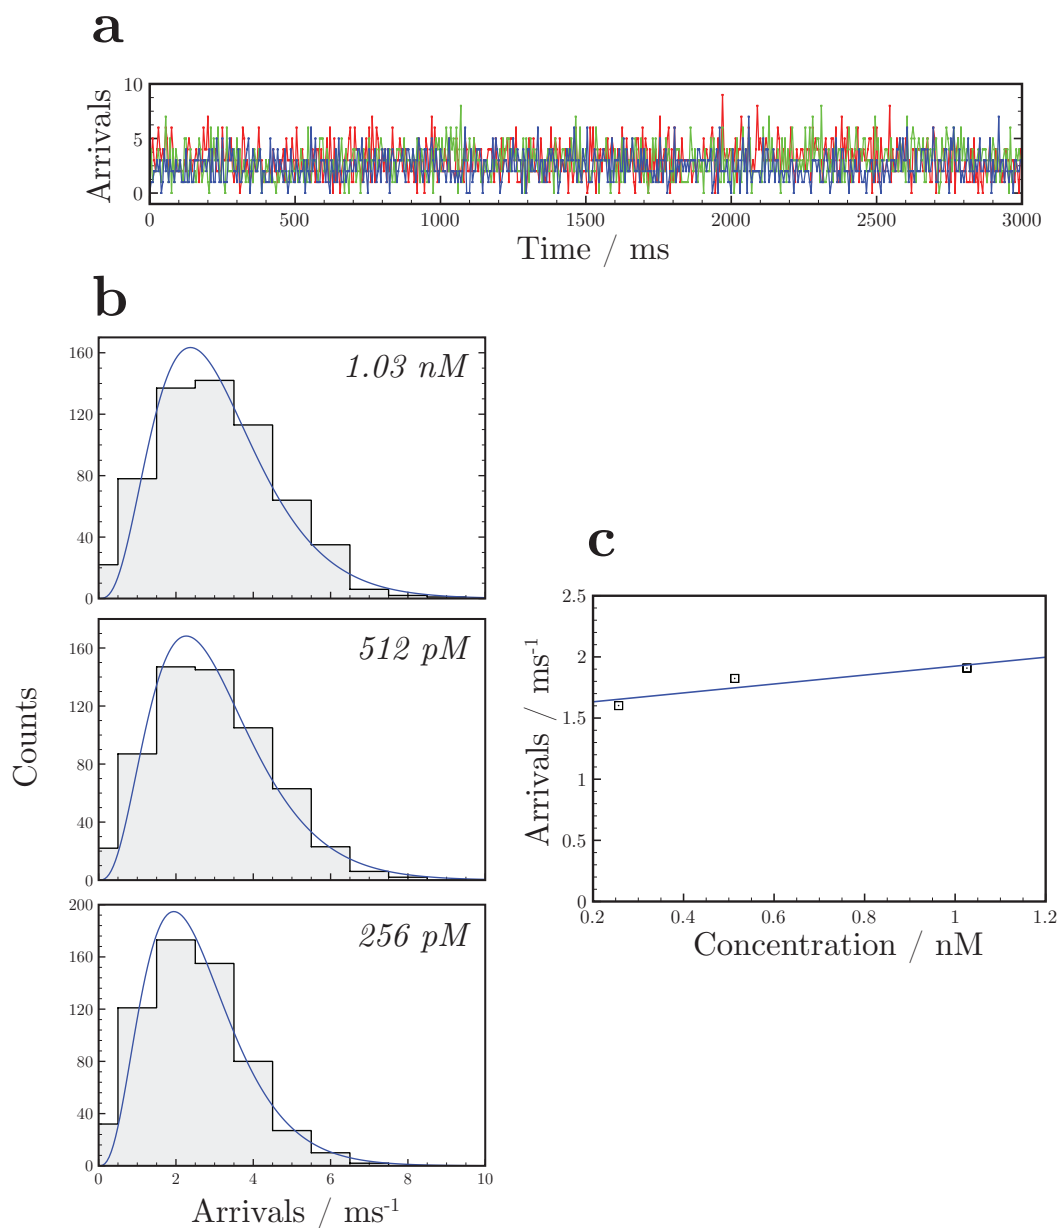 a
Arrivals
10
5
0
0 500 1000 1500 2000 2500 3000
Time / ms
b
Counts
1.03 nM
160
120
80
40
0
512 pM
160
120
80
40
0
256 pM
200
160
120
80
40
0
0 2 4 6 8 10
Arrivals / ms-1
c
Arrivals / ms-1
2.5
2
1.5
1
0.5
0
0.2 0.4 0.6 0.8 1 1.2
Concentration / nM